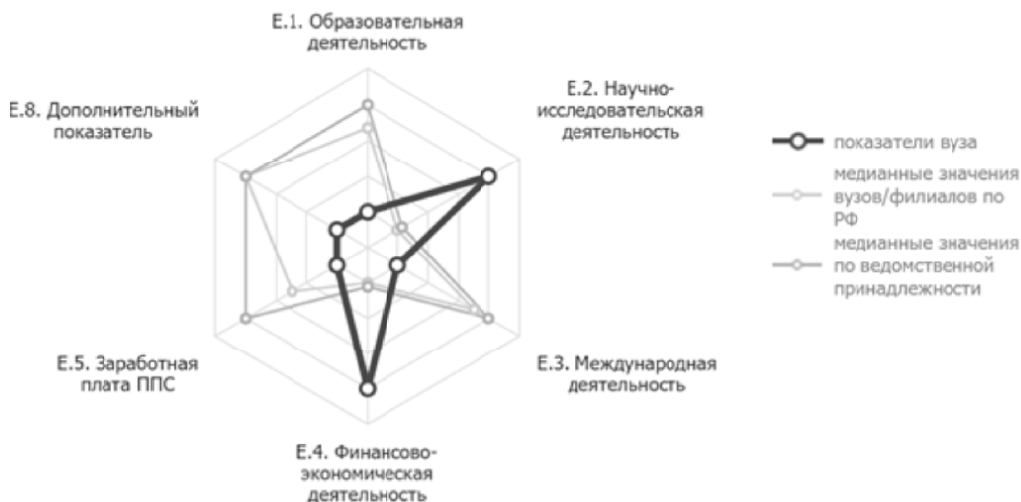 Е.1. Образовательная
деятельность
Е.2. Научно-
исследовательская
деятельность
Е.8. Дополнительный
показатель
показатели вуза
медианные значения
вузов/филиалов по
РФ
медианные значения
по ведомственной
принадлежности
Е.5. Заработная
плата ППС
Е.3. Международная
деятельность
Е.4. Финансово-
экономическая
деятельность